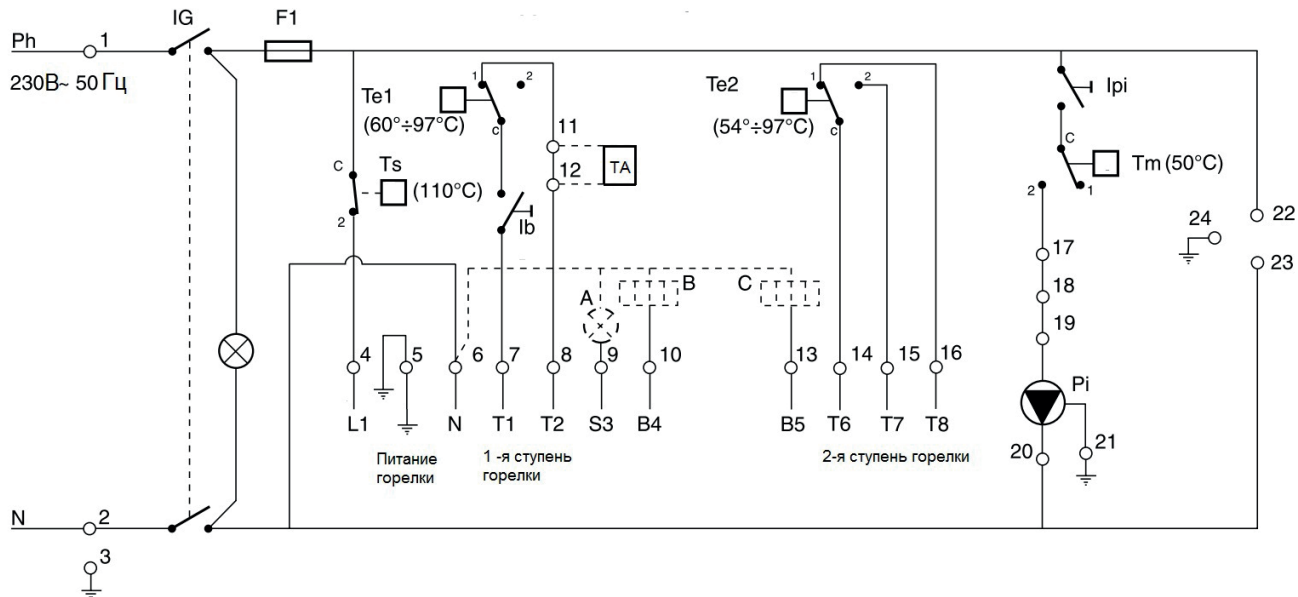 Ph
1
IG
F1
230В~ 50 Гц
Te1
(60°÷97°C)
1
2
c
11
12
TA
Te2
(54°÷97°C)
1
2
c
Ipi
C
Tm (50°C)
2
1
C
Ts
(110°C)
2
Ib
24
22
23
17
18
19
A
B
C
4
5
6
7
8
9
10
13
14
15
16
L1
N
T1
T2
S3
B4
B5
T6
T7
T8
Pi
20
21
Питание
горелки
1 -я ступень
горелки
2-я ступень горелки
N
2
3